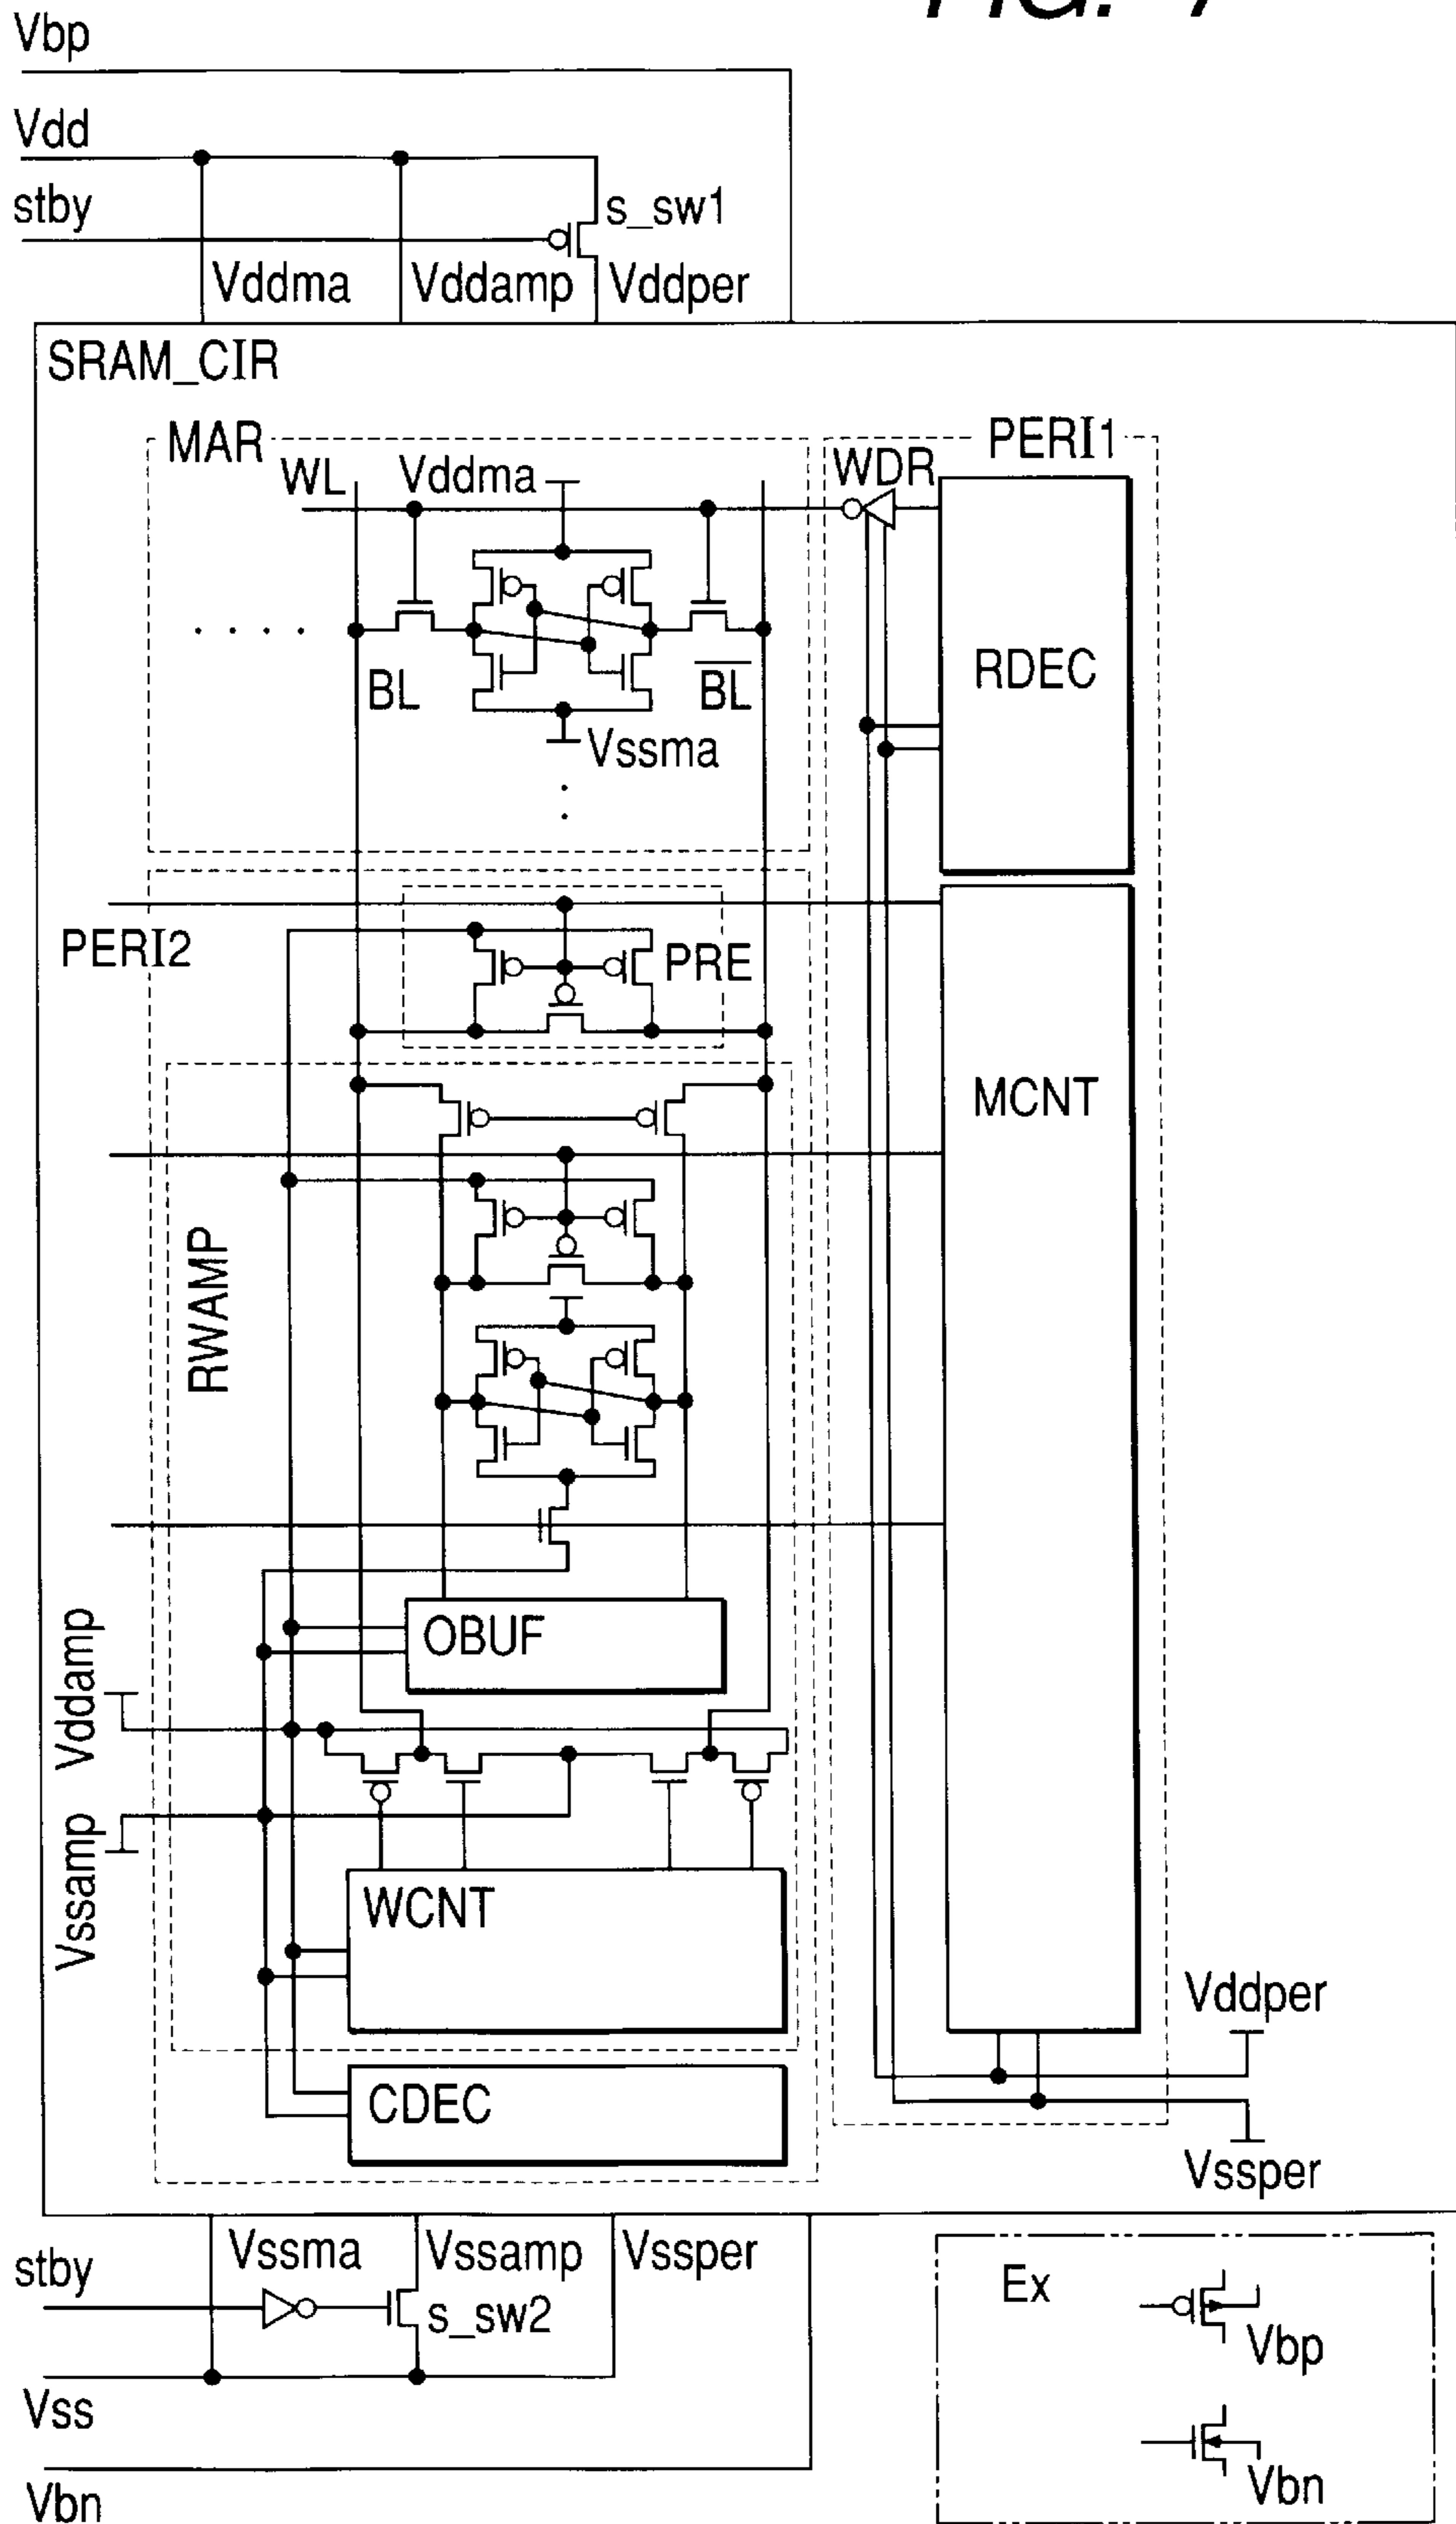 FIG. 7
Vbp
Vdd
stby
s_sw1
Vddma
Vddamp
Vddper
SRAM_CIR
MAR
PERI1
WL
Vddma
WDR
RDEC
BL
BL
Vssma
PERI2
PRE
MCNT
RWAMP
OBUF
Vddamp
Vssamp
WCNT
Vddper
CDEC
Vssper
Vssma
Vssamp
Vssper
stby
s_sw2
Ex
Vbp
Vss
Vbn
Vbn